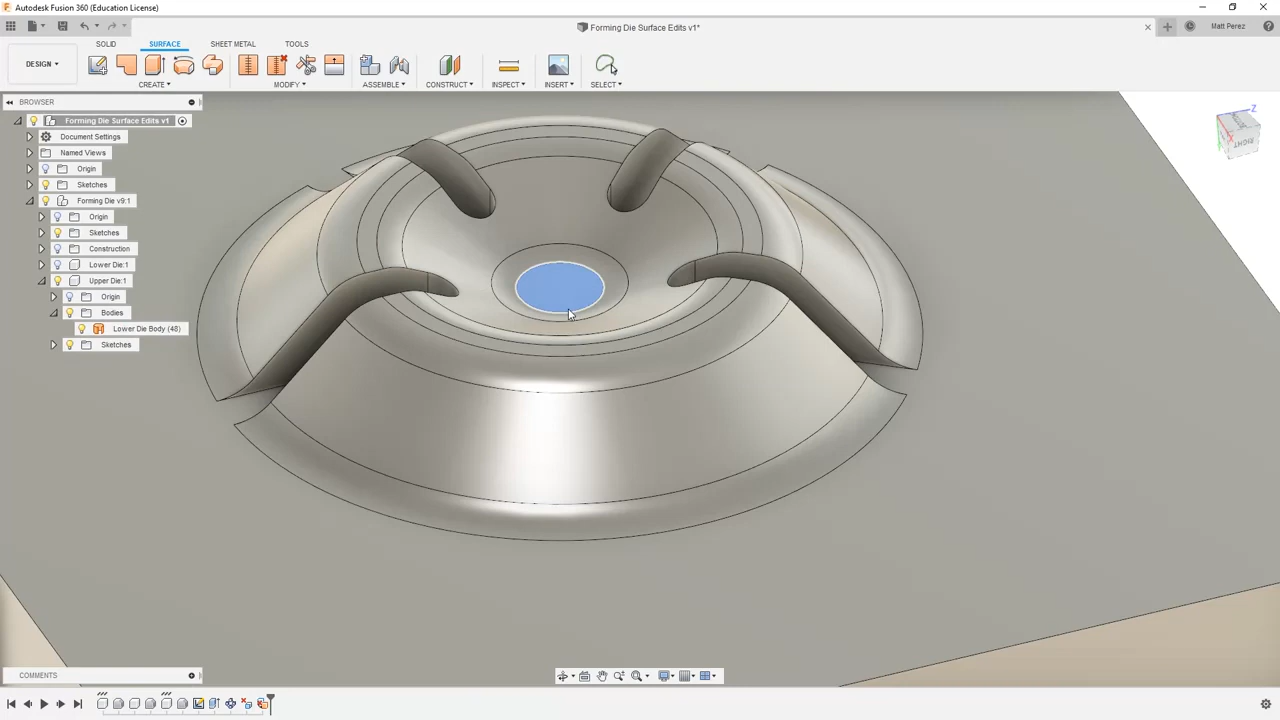 Autodesk Fusion 360 (Education License)
Forming Die Surface Edits v1*
Matt Perez
SOLID SURFACE SHEET METAL TOOLS
DESIGN
CREATE MODIFY ASSEMBLE CONSTRUCT INSPECT INSERT SELECT
BROWSER
Forming Die Surface Edits v1
Document Settings
Named Views
Origin
Sketches
Forming Die v9:1
Origin
Sketches
Construction
Lower Die:1
Upper Die:1
Origin
Bodies
Lower Die Body (48)
Sketches
Z
RIGHT
COMMENTS